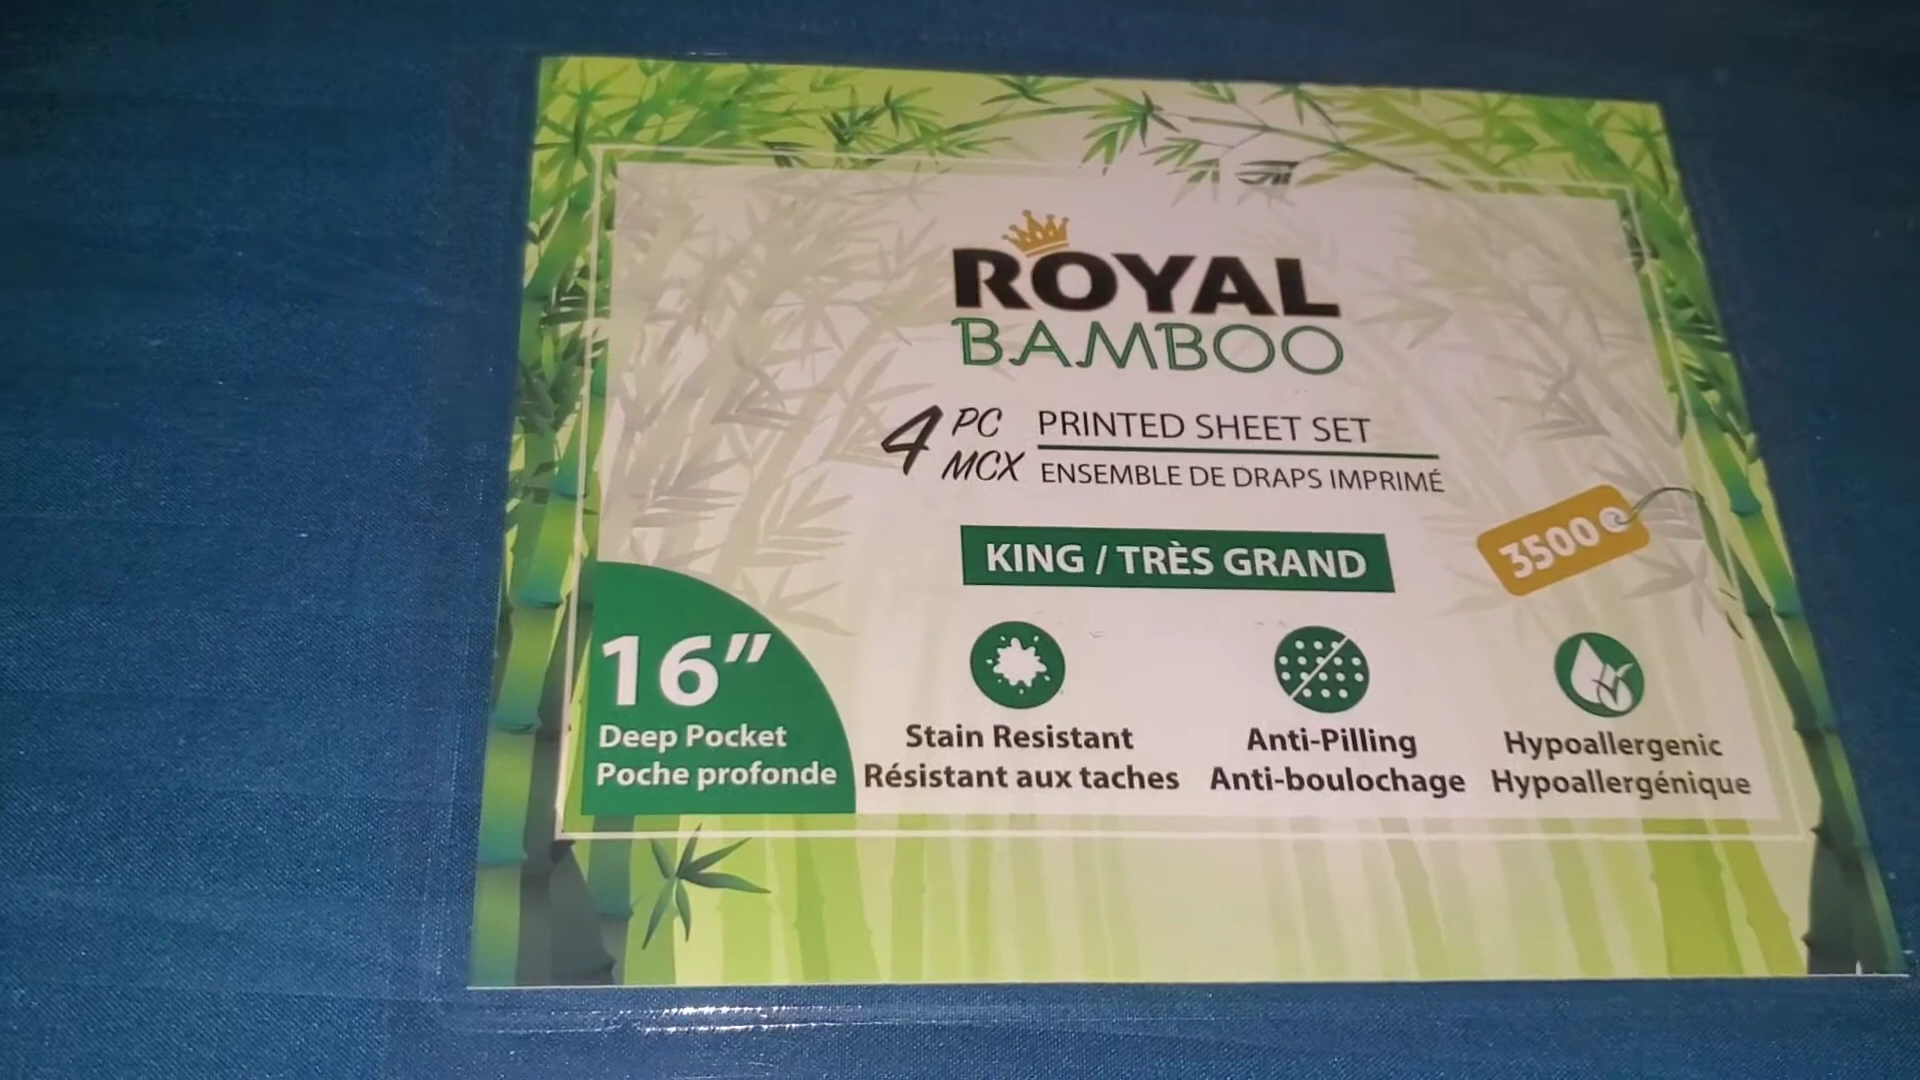 ROYAL
BAMBOO
4 PC PRINTED SHEET SET
MCX ENSEMBLE DE DRAPS IMPRIMÉ
KING / TRÈS GRAND
3500
16”
Deep Pocket
Poche profonde
Stain Resistant
Résistant aux taches
Anti-Pilling
Anti-boulochage
Hypoallergenic
Hypoallergénique